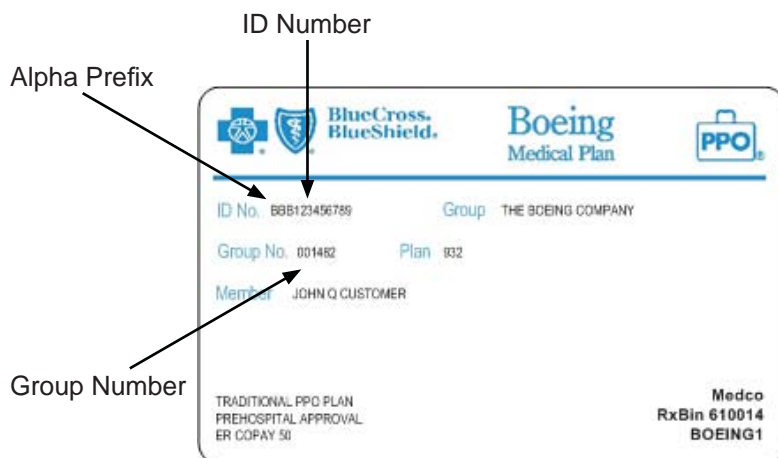 ID Number
Alpha Prefix
BlueCross® BlueShield®
Boeing
Medical Plan
PPO®
ID No. BBB123456789 Group THE BOEING COMPANY
Group No. 001482 Plan 932
Member JOHN Q CUSTOMER
Group Number
TRADITIONAL PPO PLAN
PREHOSPITAL APPROVAL
ER COPAY 50
Medco
RxBin 610014
BOEING1